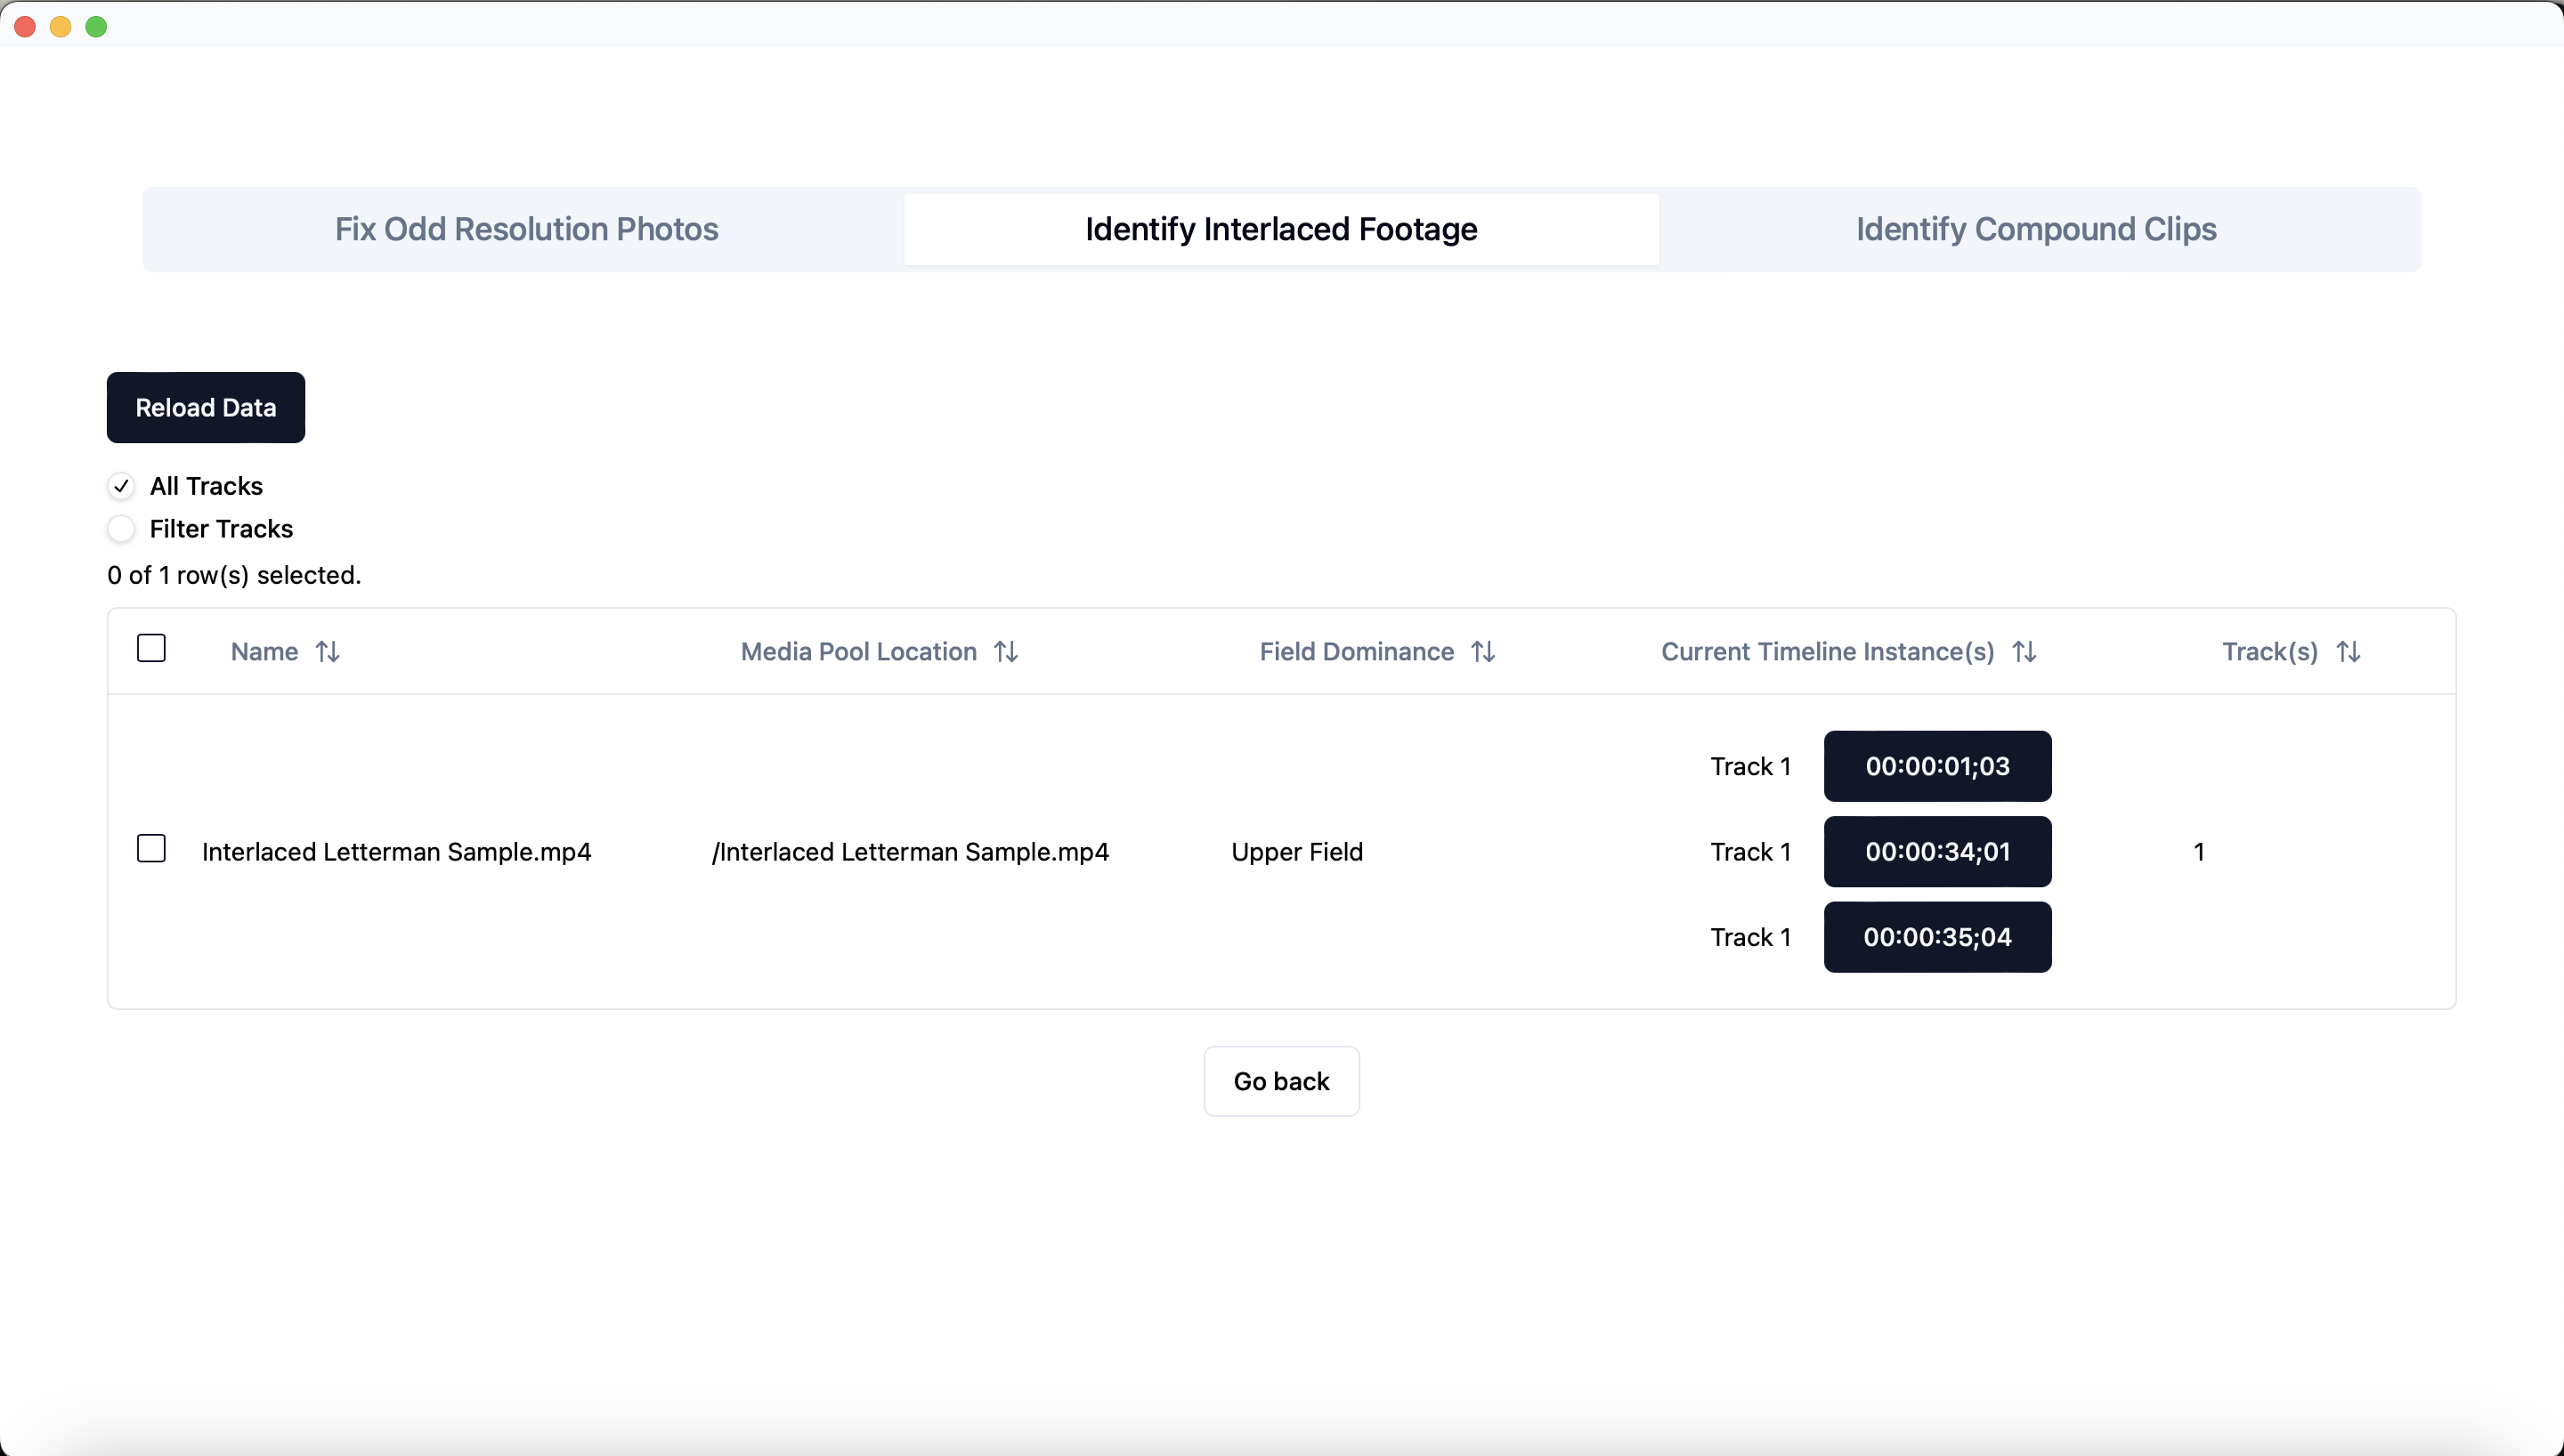 Fix Odd Resolution Photos Identify Interlaced Footage Identify Compound Clips
Reload Data
All Tracks
Filter Tracks
0 of 1 row(s) selected.
Name Media Pool Location Field Dominance Current Timeline Instance(s) Track(s)
Track 1 00:00:01;03
Interlaced Letterman Sample.mp4 /Interlaced Letterman Sample.mp4 Upper Field Track 1 00:00:34;01 1
Track 1 00:00:35;04
Go back